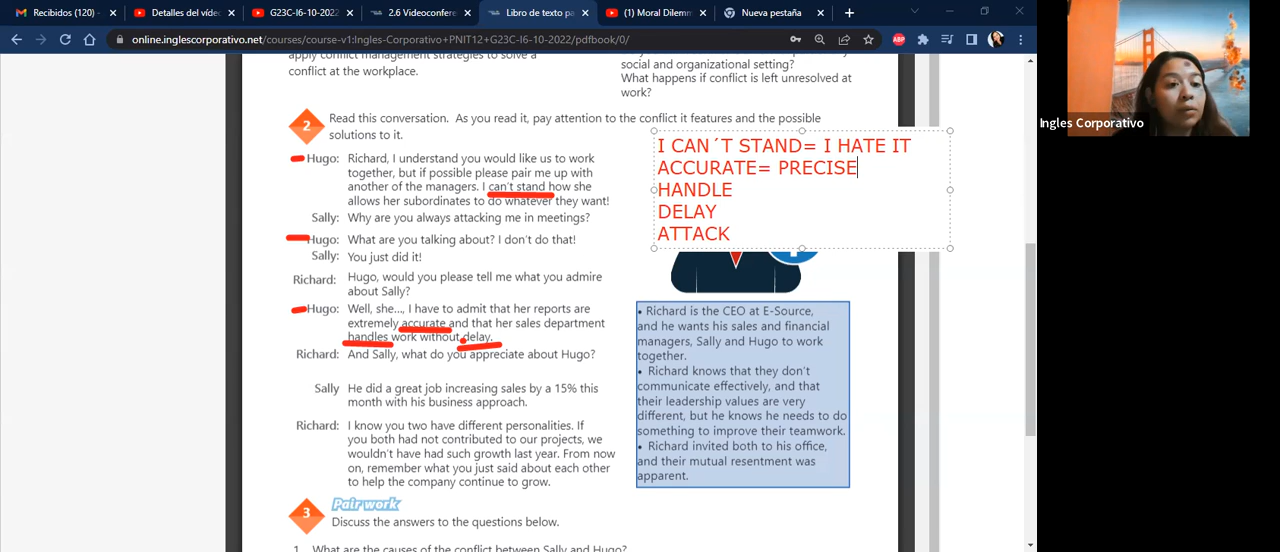 Recibidos (120) -
Detalles del víde
G23C-I6-10-2022
2.6 Videoconfere
Libro de texto pa
(1) Moral Dilemm
Nueva pestaña
online.inglescorporativo.net/courses/course-v1:Ingles-Corporativo+PNIT12+G23C-I6-10-2022/pdfbook/0/
ABP
Ingles Corporativo
apply conflict management strategies to solve a
conflict at the workplace.
social and organizational setting?
What happens if conflict is left unresolved at
work?
2
Read this conversation. As you read it, pay attention to the conflict it features and the possible
solutions to it.
Hugo: Richard, I understand you would like us to work
together, but if possible please pair me up with
another of the managers. I can't stand how she
allows her subordinates to do whatever they want!
Sally: Why are you always attacking me in meetings?
Hugo: What are you talking about? I don't do that!
Sally: You just did it!
Richard: Hugo, would you please tell me what you admire
about Sally?
Hugo: Well, she..., I have to admit that her reports are
extremely accurate and that her sales department
handles work without delay.
Richard: And Sally, what do you appreciate about Hugo?
Sally He did a great job increasing sales by a 15% this
month with his business approach.
Richard: I know you two have different personalities. If
you both had not contributed to our projects, we
wouldn't have had such growth last year. From now
on, remember what you just said about each other
to help the company continue to grow.
I CAN´T STAND= I HATE IT
ACCURATE= PRECISE
HANDLE
DELAY
ATTACK
• Richard is the CEO at E-Source,
and he wants his sales and financial
managers, Sally and Hugo to work
together.
• Richard knows that they don't
communicate effectively, and that
their leadership values are very
different, but he knows he needs to do
something to improve their teamwork.
• Richard invited both to his office,
and their mutual resentment was
apparent.
3
Pair work
Discuss the answers to the questions below.
1. What are the causes of the conflict between Sally and Hugo?